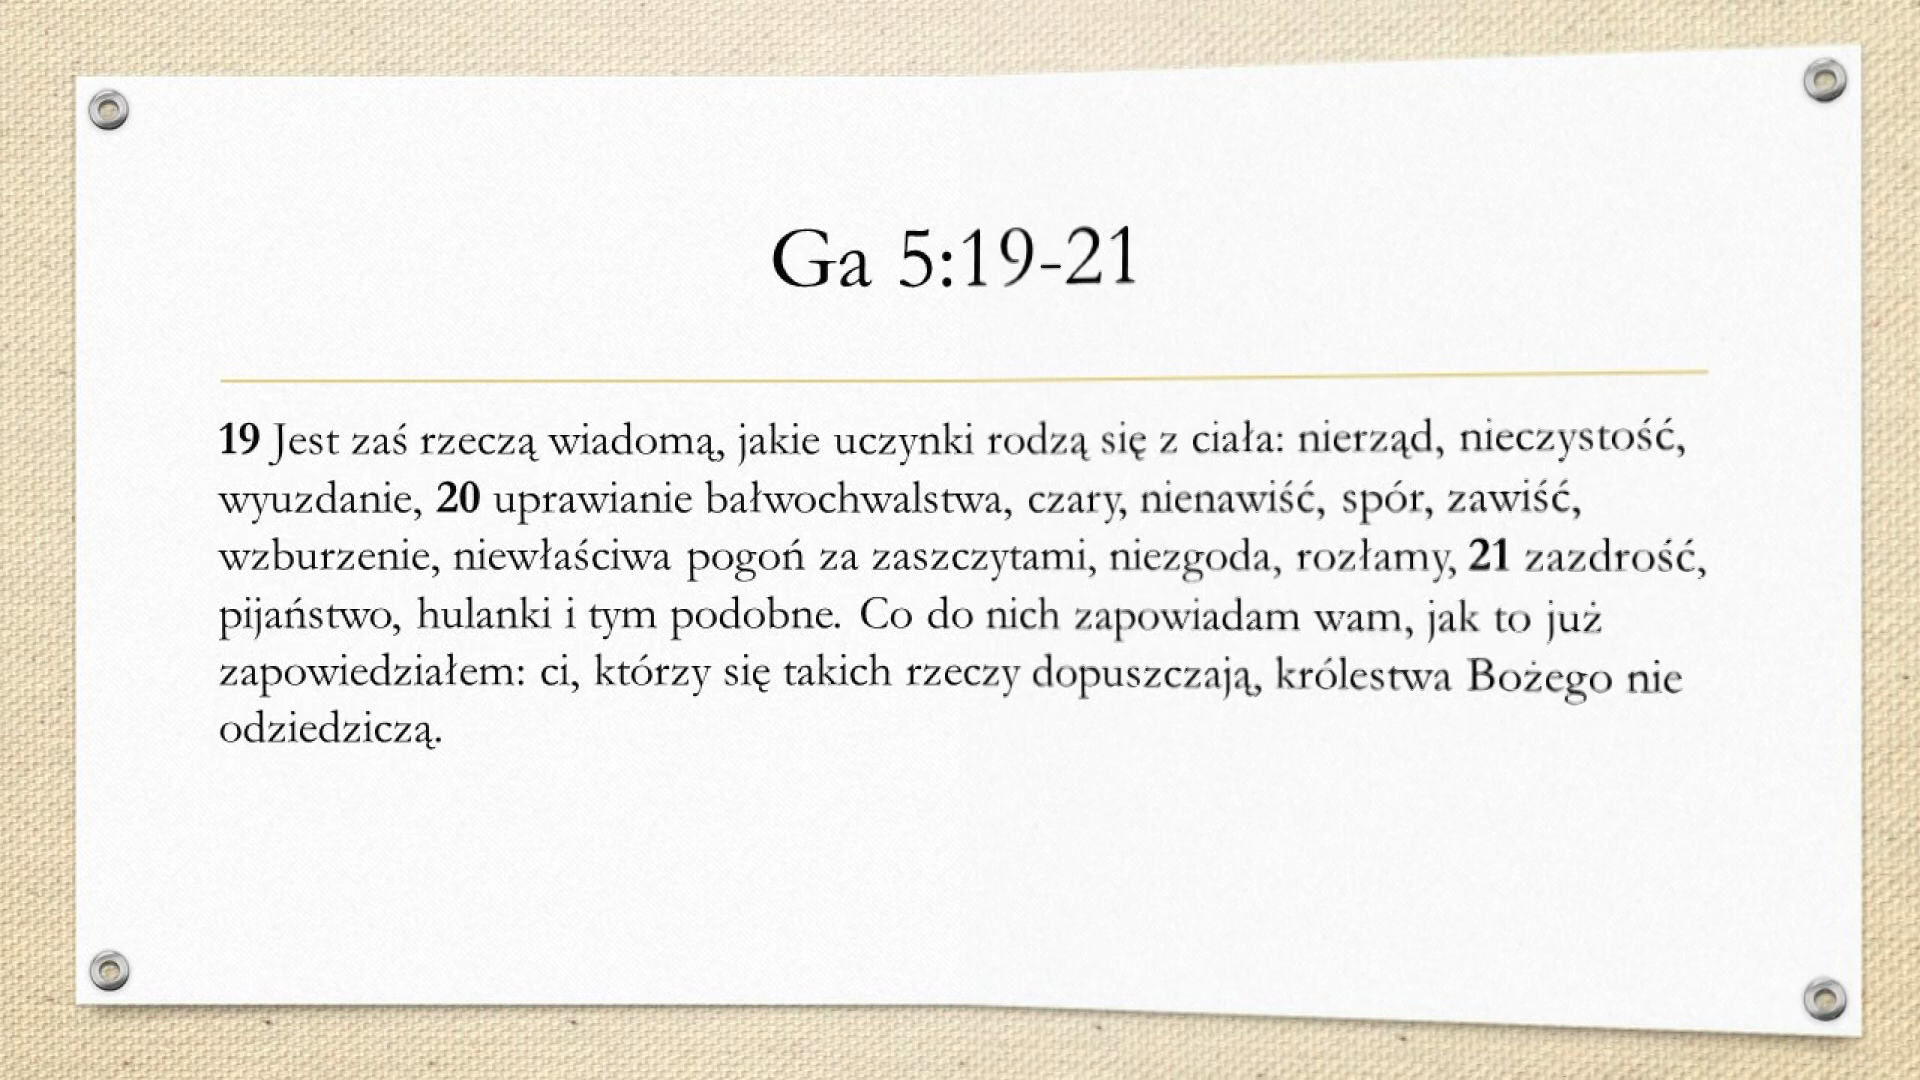 Ga 5:19-21
19 Jest zaś rzeczą wiadomą, jakie uczynki rodzą się z ciała: nierząd, nieczystość,
wyuzdanie, 20 uprawianie bałwochwalstwa, czary, nienawiść, spór, zawiść,
wzburzenie, niewłaściwa pogoń za zaszczytami, niezgoda, rozłamy, 21 zazdrość,
pijaństwo, hulanki i tym podobne. Co do nich zapowiadam wam, jak to już
zapowiedziałem: ci, którzy się takich rzeczy dopuszczają, królestwa Bożego nie
odziedziczą.